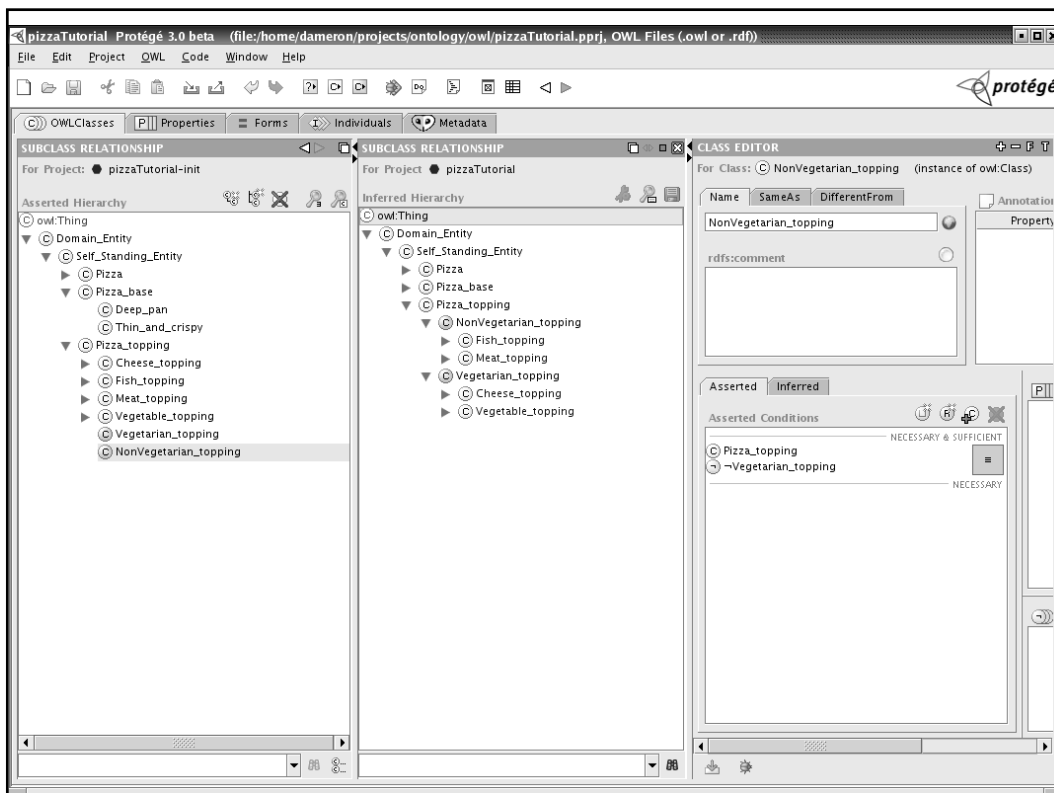 pizzaTutorial Protégé 3.0 beta (file:/home/dameron/projects/ontology/owl/pizzaTutorial.pprj, OWL Files (.owl or .rdf))
File Edit Project OWL Code Window Help
protégé
OWLClasses Properties Forms Individuals Metadata
SUBCLASS RELATIONSHIP
For Project: pizzaTutorial-init
Asserted Hierarchy
C owl:Thing
C Domain_Entity
C Self_Standing_Entity
C Pizza
C Pizza_base
C Deep_pan
C Thin_and_crispy
C Pizza_topping
C Cheese_topping
C Fish_topping
C Meat_topping
C Vegetable_topping
C Vegetarian_topping
C NonVegetarian_topping
SUBCLASS RELATIONSHIP
For Project pizzaTutorial
Inferred Hierarchy
C owl:Thing
C Domain_Entity
C Self_Standing_Entity
C Pizza
C Pizza_base
C Pizza_topping
C NonVegetarian_topping
C Fish_topping
C Meat_topping
C Vegetarian_topping
C Cheese_topping
C Vegetable_topping
CLASS EDITOR
For Class: C NonVegetarian_topping (instance of owl:Class)
Name SameAs DifferentFrom
NonVegetarian_topping
rdfs:comment
Annotation
Property
Asserted Inferred
Asserted Conditions
NECESSARY & SUFFICIENT
C Pizza_topping
¬ ¬Vegetarian_topping
≡
NECESSARY